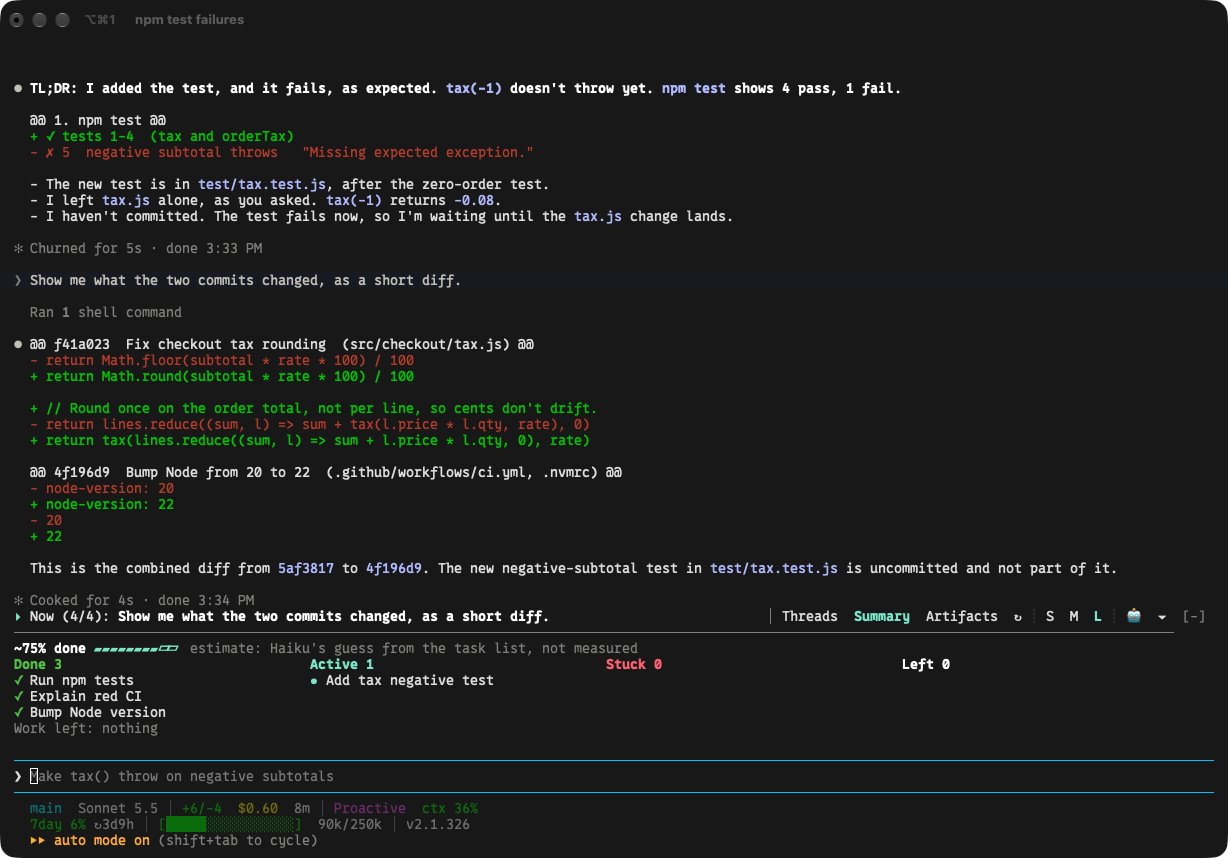 ⌥⌘1 npm test failures
● TL;DR: I added the test, and it fails, as expected. tax(-1) doesn't throw yet. npm test shows 4 pass, 1 fail.
@@ 1. npm test @@
+ ✓ tests 1-4 (tax and orderTax)
- ✗ 5 negative subtotal throws "Missing expected exception."
- The new test is in test/tax.test.js, after the zero-order test.
- I left tax.js alone, as you asked. tax(-1) returns -0.08.
- I haven't committed. The test fails now, so I'm waiting until the tax.js change lands.
✻ Churned for 5s · done 3:33 PM
❯ Show me what the two commits changed, as a short diff.
Ran 1 shell command
● @@ f41a023 Fix checkout tax rounding (src/checkout/tax.js) @@
- return Math.floor(subtotal * rate * 100) / 100
+ return Math.round(subtotal * rate * 100) / 100
+ // Round once on the order total, not per line, so cents don't drift.
- return lines.reduce((sum, l) => sum + tax(l.price * l.qty, rate), 0)
+ return tax(lines.reduce((sum, l) => sum + l.price * l.qty, 0), rate)
@@ 4f196d9 Bump Node from 20 to 22 (.github/workflows/ci.yml, .nvmrc) @@
- node-version: 20
+ node-version: 22
- 20
+ 22
This is the combined diff from 5af3817 to 4f196d9. The new negative-subtotal test in test/tax.test.js is uncommitted and not part of it.
✻ Cooked for 4s · done 3:34 PM
▸ Now (4/4): Show me what the two commits changed, as a short diff. │ Threads Summary Artifacts ↻ S M L [-]
~75% done estimate: Haiku's guess from the task list, not measured
Done 3 Active 1 Stuck 0 Left 0
✓ Run npm tests ● Add tax negative test
✓ Explain red CI
✓ Bump Node version
Work left: nothing
❯ Make tax() throw on negative subtotals
main Sonnet 5.5 │ +6/-4 $0.60 8m │ Proactive ctx 36%
7day 6% ↻3d9h │ [ ] 90k/250k │ v2.1.326
▸▸ auto mode on (shift+tab to cycle)